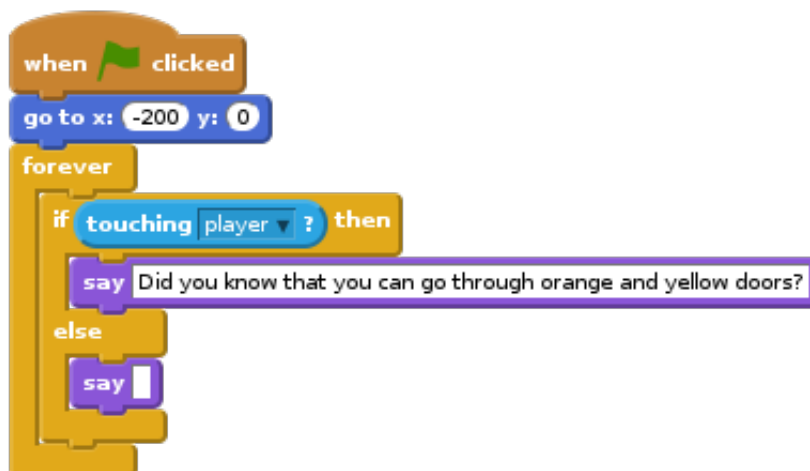 when clicked
go to x: -200 y: 0
forever
if touching player ? then
say Did you know that you can go through orange and yellow doors?
else
say